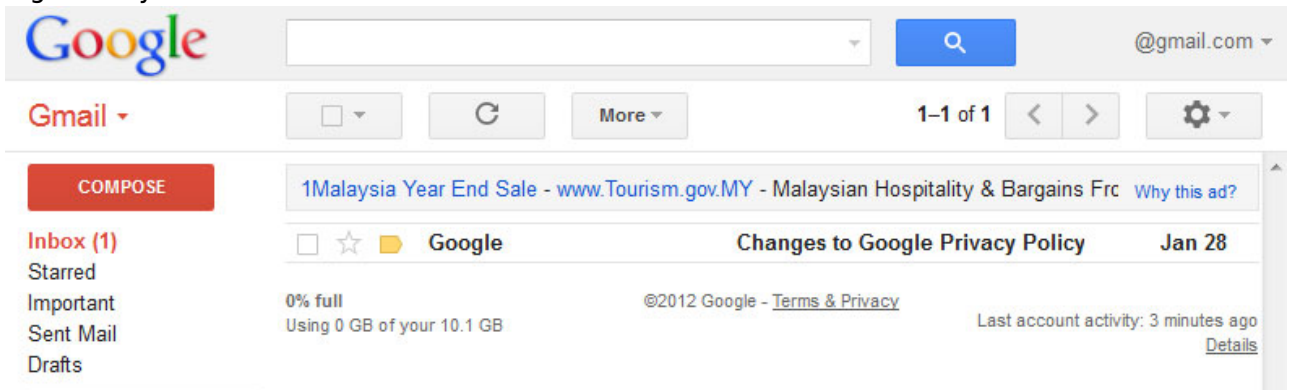 Google
@gmail.com
Gmail
More
1–1 of 1
COMPOSE
1Malaysia Year End Sale - www.Tourism.gov.MY - Malaysian Hospitality & Bargains Frc Why this ad?
Inbox (1)
Google Changes to Google Privacy Policy Jan 28
Starred
Important
Sent Mail
Drafts
0% full
Using 0 GB of your 10.1 GB
©2012 Google - Terms & Privacy
Last account activity: 3 minutes ago
Details